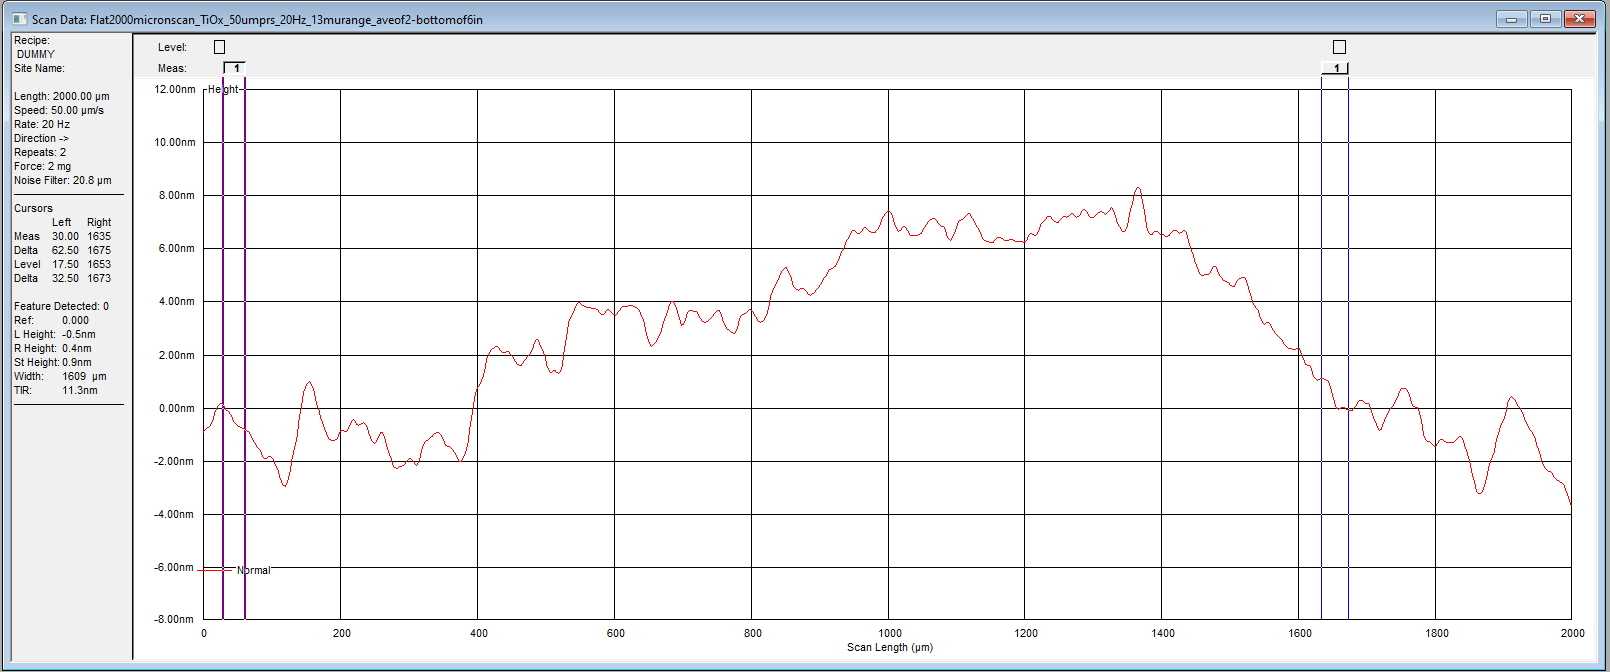 Scan Data: Flat2000micronscan_TiOx_50umprs_20Hz_13murange_aveof2-bottomof6in
Recipe:
DUMMY
Site Name:
Length: 2000.00 µm
Speed: 50.00 µm/s
Rate: 20 Hz
Direction ->
Repeats: 2
Force: 2 mg
Noise Filter: 20.8 µm
Cursors
Left Right
Meas 30.00 1635
Delta 62.50 1675
Level 17.50 1653
Delta 32.50 1673
Feature Detected: 0
Ref: 0.000
L Height: -0.5nm
R Height: 0.4nm
St Height: 0.9nm
Width: 1609 µm
TIR: 11.3nm
Level:
Meas: 1 1
12.00nm Height
10.00nm
8.00nm
6.00nm
4.00nm
2.00nm
0.00nm
-2.00nm
-4.00nm
-6.00nm Normal
-8.00nm
0 200 400 600 800 1000 1200 1400 1600 1800 2000
Scan Length (µm)